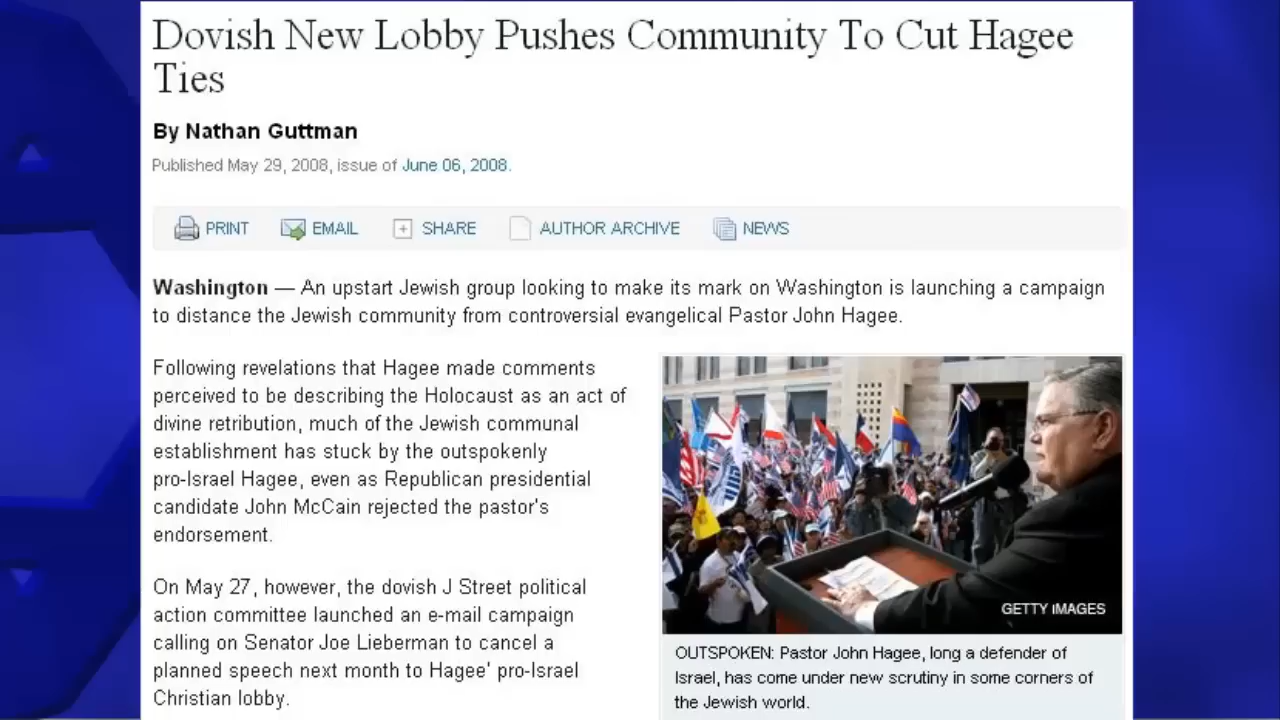 Dovish New Lobby Pushes Community To Cut Hagee
Ties
By Nathan Guttman
Published May 29, 2008, issue of June 06, 2008.
PRINT EMAIL SHARE AUTHOR ARCHIVE NEWS
Washington — An upstart Jewish group looking to make its mark on Washington is launching a campaign
to distance the Jewish community from controversial evangelical Pastor John Hagee.
Following revelations that Hagee made comments
perceived to be describing the Holocaust as an act of
divine retribution, much of the Jewish communal
establishment has stuck by the outspokenly
pro-Israel Hagee, even as Republican presidential
candidate John McCain rejected the pastor's
endorsement.
On May 27, however, the dovish J Street political
action committee launched an e-mail campaign
calling on Senator Joe Lieberman to cancel a
planned speech next month to Hagee' pro-Israel
Christian lobby.
GETTY IMAGES
OUTSPOKEN: Pastor John Hagee, long a defender of
Israel, has come under new scrutiny in some corners of
the Jewish world.